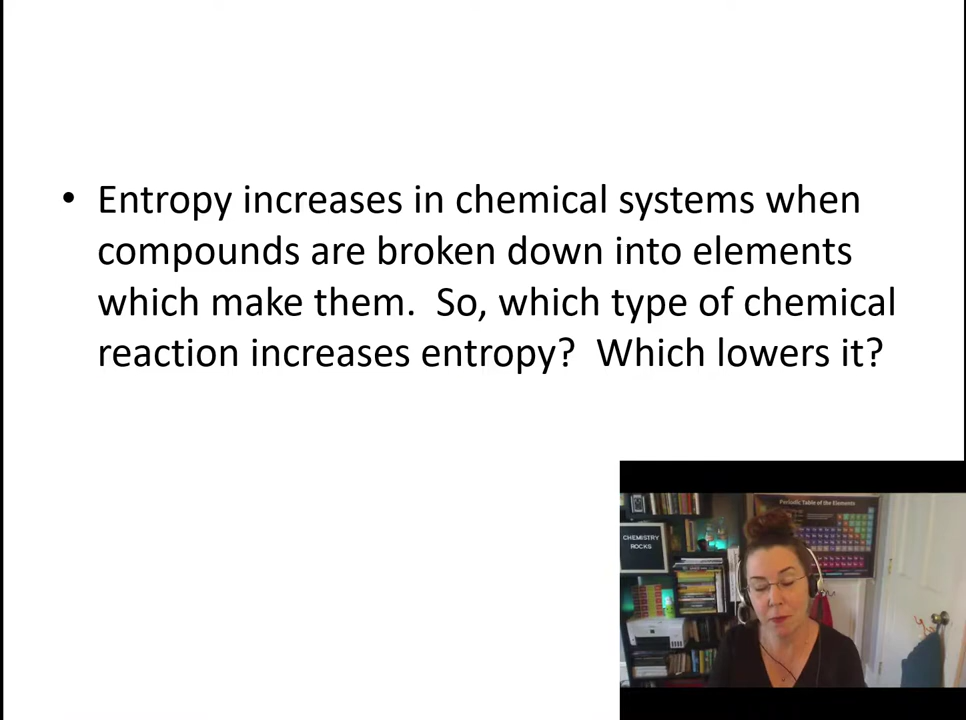 • Entropy increases in chemical systems when
compounds are broken down into elements
which make them.  So, which type of chemical
reaction increases entropy?  Which lowers it?
Periodic Table of the Elements
CHEMISTRY
ROCKS